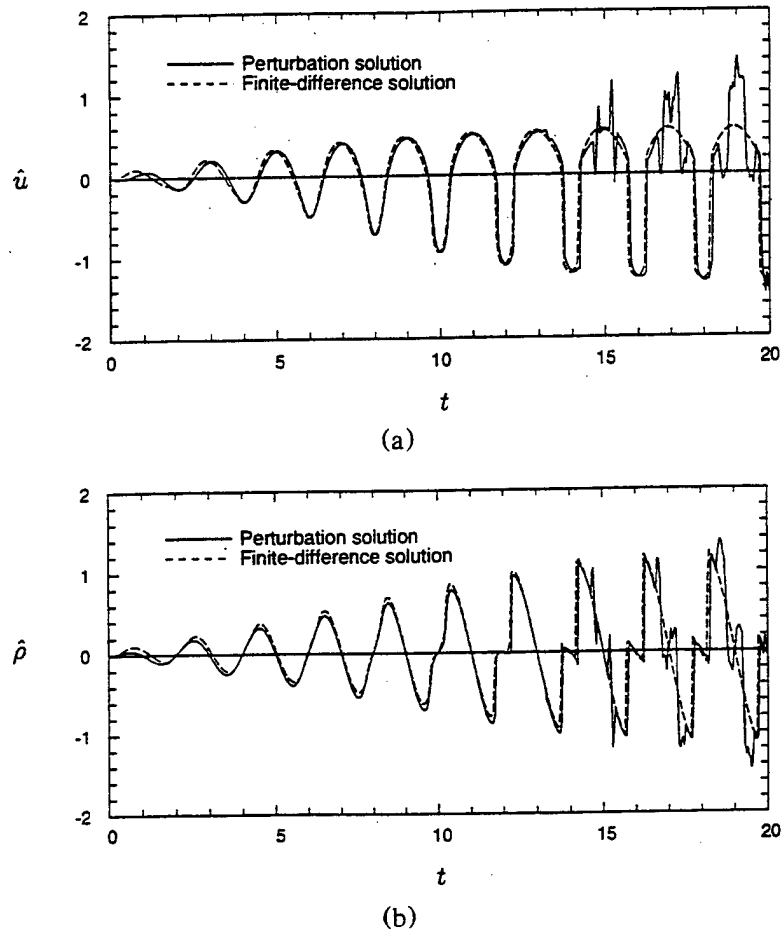 2
1
0
-1
-2
Perturbation solution
Finite-difference solution
û
0
5
10
15
20
t
(a)
2
1
0
-1
-2
Perturbation solution
Finite-difference solution
ρ̂
0
5
10
15
20
t
(b)